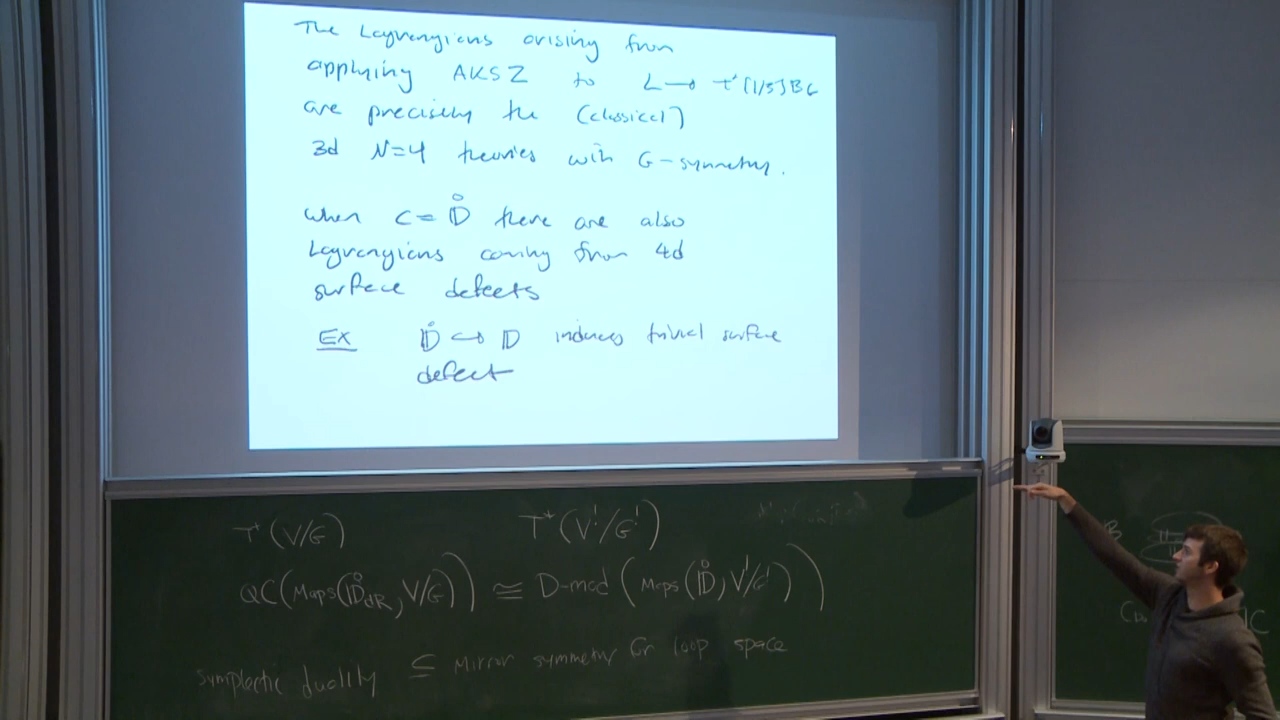 The Lagrangians arising from
applying AKSZ to L → T*[1/3]BG
are precisely the (classical)
3d N=4 theories with G-symmetry.
when C = D̊ there are also
Lagrangians coming from 4d
surface defects
Ex D̊ ↪ D induces trivial surface
defect
T*(V/G) T*(V!/G!)
QC(Maps(D̊dR, V/G)) ≅ D-mod(Maps(D̊, V!/G!))
symplectic duality ⊆ Mirror symmetry for loop space